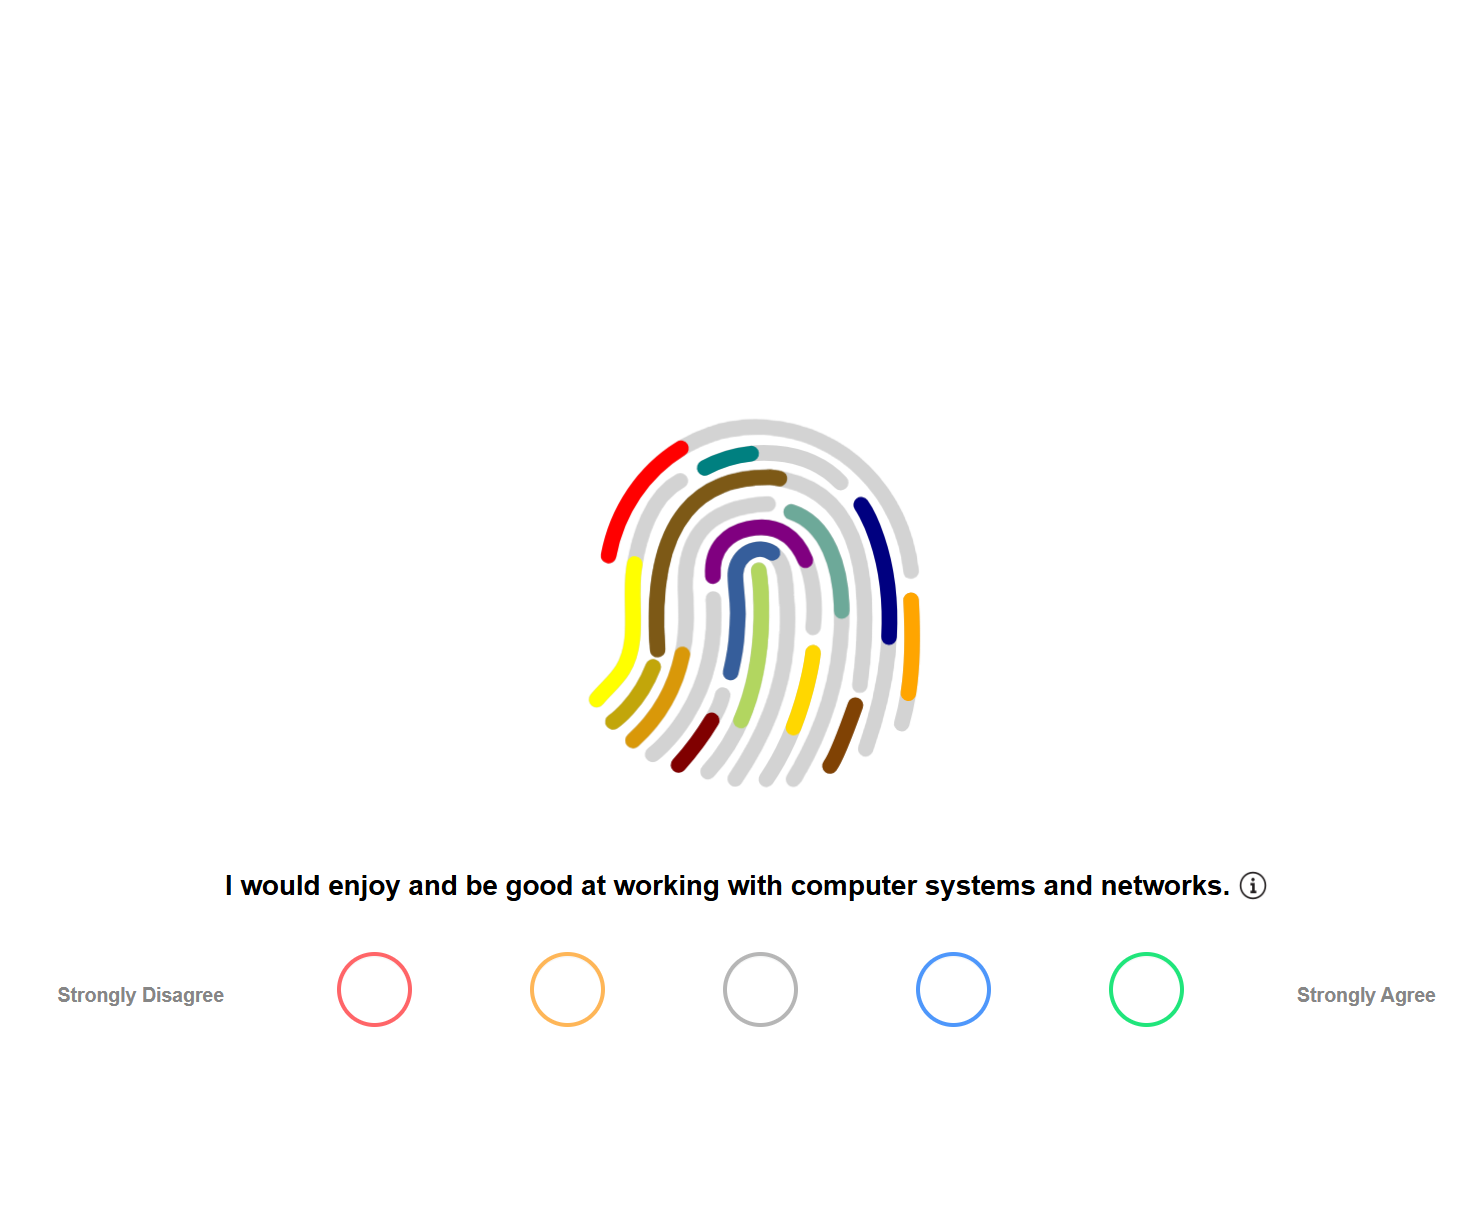 I would enjoy and be good at working with computer systems and networks.
Strongly Disagree
Strongly Agree